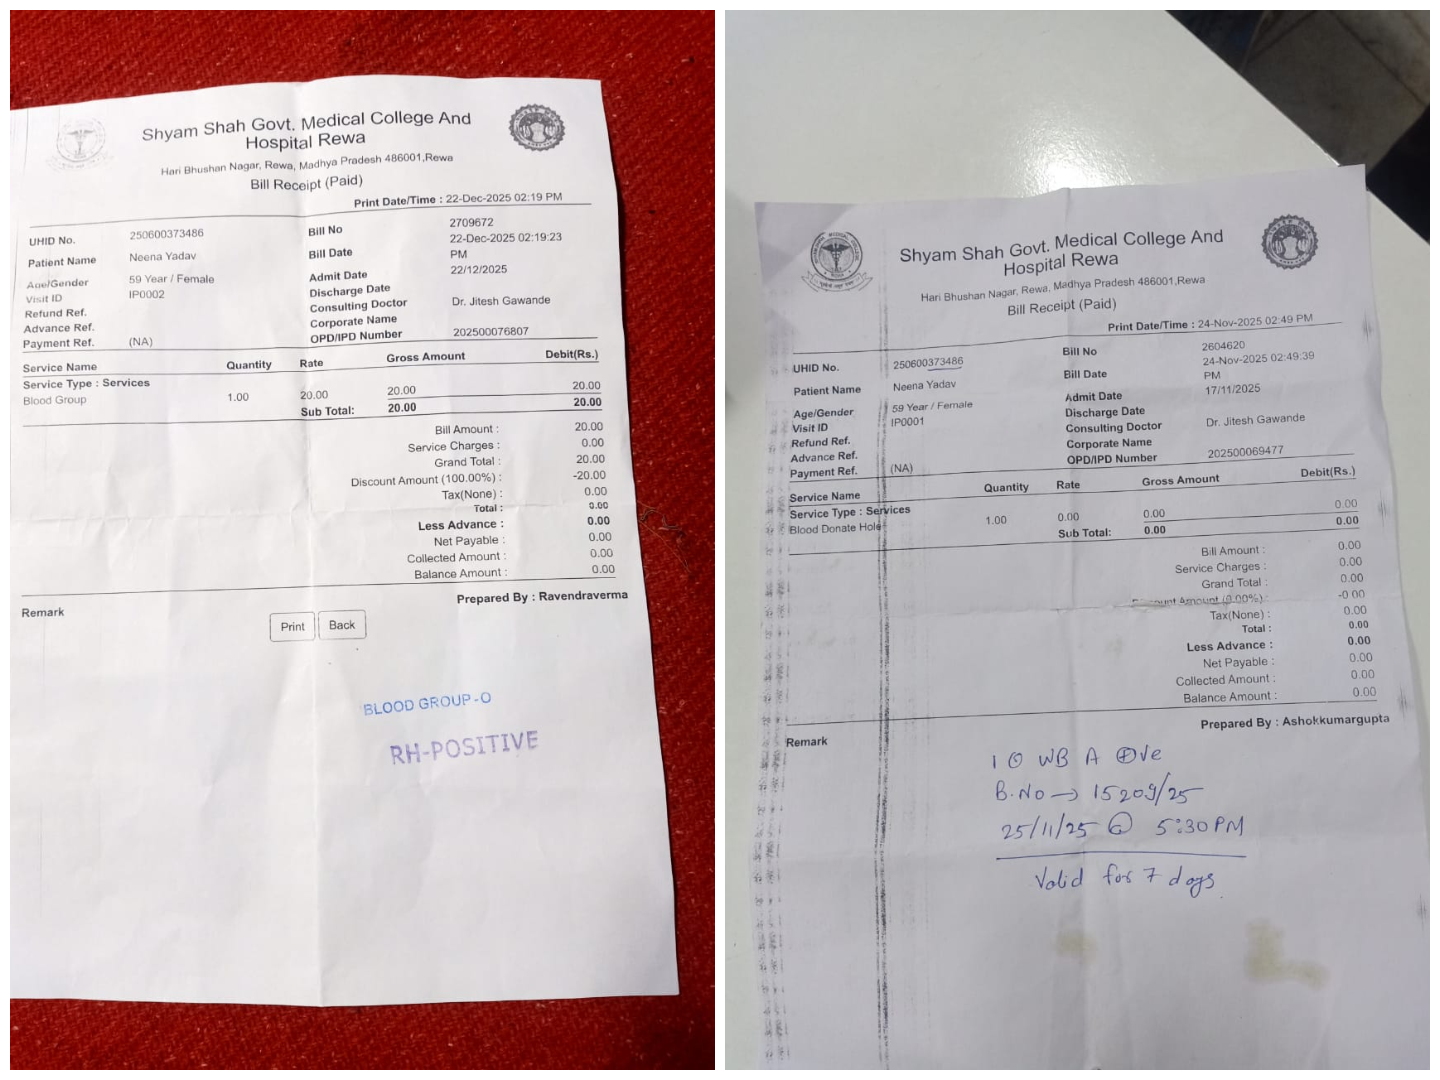 Shyam Shah Govt. Medical College And
Hospital Rewa
Hari Bhushan Nagar, Rewa, Madhya Pradesh 486001,Rewa
Bill Receipt (Paid)
Print Date/Time : 22-Dec-2025 02:19 PM
UHID No. 250600373486 Bill No 2709672
Patient Name Neena Yadav Bill Date 22-Dec-2025 02:19:23 PM
Age/Gender 59 Year / Female Admit Date 22/12/2025
Visit ID IP0002 Discharge Date
Refund Ref. Consulting Doctor Dr. Jitesh Gawande
Advance Ref. Corporate Name
Payment Ref. (NA) OPD/IPD Number 202500076807
Service Name Quantity Rate Gross Amount Debit(Rs.)
Service Type : Services
Blood Group 1.00 20.00 20.00 20.00
Sub Total: 20.00 20.00
Bill Amount : 20.00
Service Charges : 0.00
Grand Total : 20.00
Discount Amount (100.00%) : -20.00
Tax(None) : 0.00
Total : 0.00
Less Advance : 0.00
Net Payable : 0.00
Collected Amount : 0.00
Balance Amount : 0.00
Prepared By : Ravendraverma
Remark
Print Back
BLOOD GROUP-O
RH-POSITIVE
Shyam Shah Govt. Medical College And
Hospital Rewa
Hari Bhushan Nagar, Rewa, Madhya Pradesh 486001,Rewa
Bill Receipt (Paid)
Print Date/Time : 24-Nov-2025 02:49 PM
UHID No. 250600373486 Bill No 2604620
Patient Name Neena Yadav Bill Date 24-Nov-2025 02:49:39 PM
Age/Gender 59 Year / Female Admit Date 17/11/2025
Visit ID IP0001 Discharge Date
Refund Ref. Consulting Doctor Dr. Jitesh Gawande
Advance Ref. Corporate Name
Payment Ref. (NA) OPD/IPD Number 202500069477
Service Name Quantity Rate Gross Amount Debit(Rs.)
Service Type : Services
Blood Donate Hole 1.00 0.00 0.00 0.00
Sub Total: 0.00 0.00
Bill Amount : 0.00
Service Charges : 0.00
Grand Total : 0.00
Discount Amount (0.00%) : -0.00
Tax(None) : 0.00
Total : 0.00
Less Advance : 0.00
Net Payable : 0.00
Collected Amount : 0.00
Balance Amount : 0.00
Prepared By : Ashokkumargupta
Remark
1 WB A ⊕ve
B.No → 15209/25
25/11/25 @ 5:30 PM
Valid for 7 days